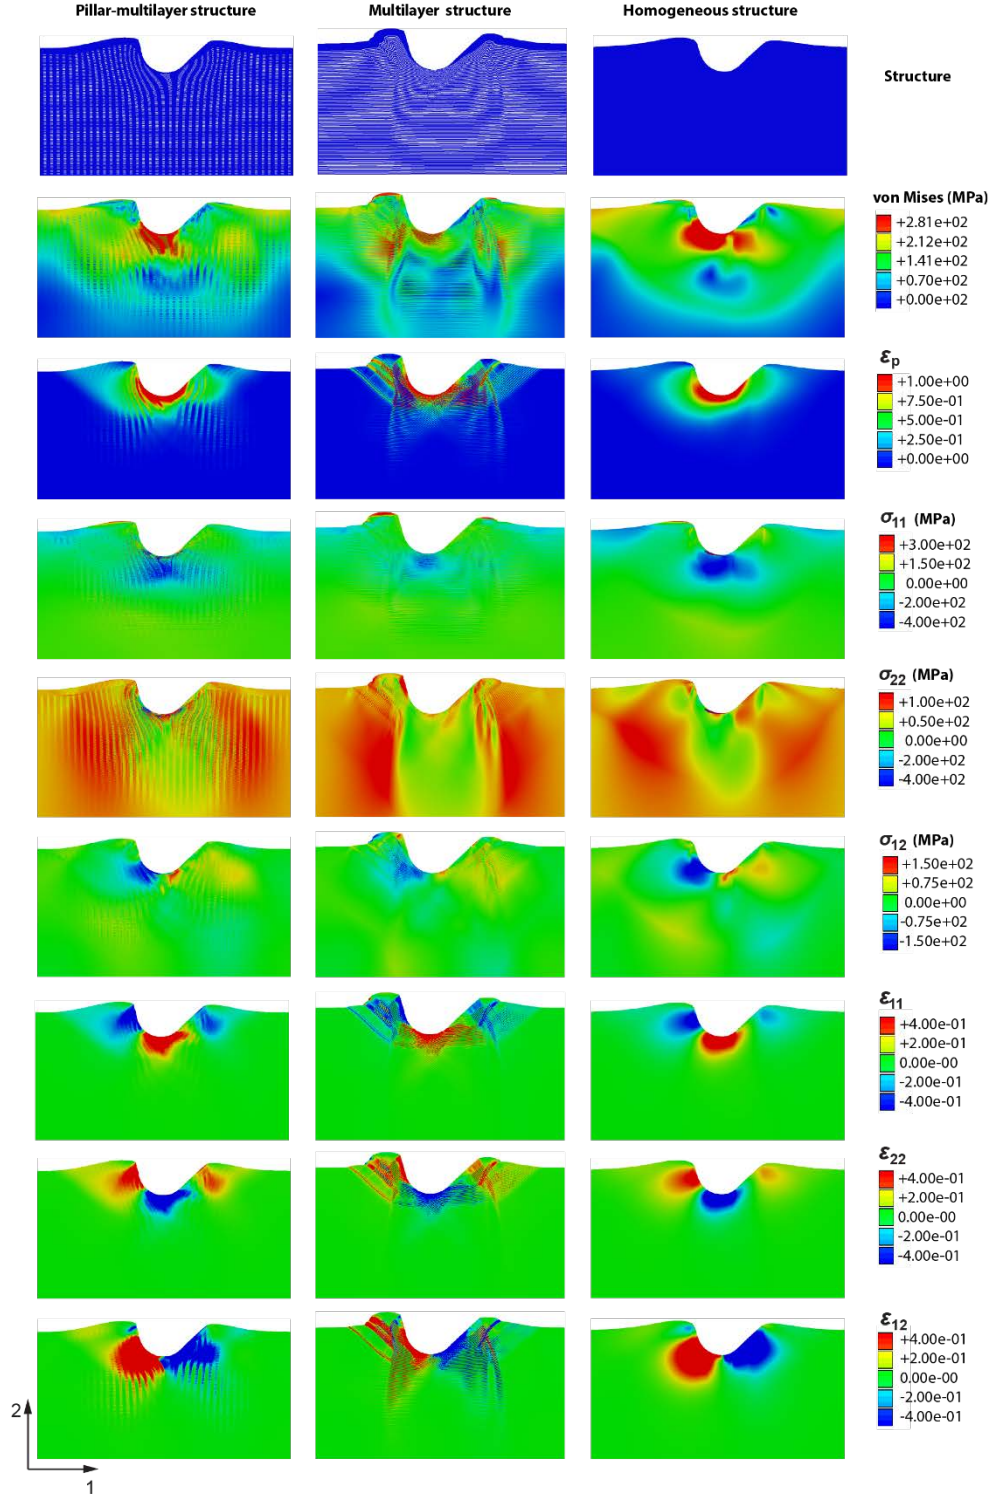 Pillar-multilayer structure Multilayer structure Homogeneous structure
Structure
von Mises (MPa)
+2.81e+02
+2.12e+02
+1.41e+02
+0.70e+02
+0.00e+02
εp
+1.00e+00
+7.50e-01
+5.00e-01
+2.50e-01
+0.00e+00
σ11 (MPa)
+3.00e+02
+1.50e+02
0.00e+00
-2.00e+02
-4.00e+02
σ22 (MPa)
+1.00e+02
+0.50e+02
0.00e+00
-2.00e+02
-4.00e+02
σ12 (MPa)
+1.50e+02
+0.75e+02
0.00e+00
-0.75e+02
-1.50e+02
ε11
+4.00e-01
+2.00e-01
0.00e-00
-2.00e-01
-4.00e-01
ε22
+4.00e-01
+2.00e-01
0.00e-00
-2.00e-01
-4.00e-01
ε12
+4.00e-01
+2.00e-01
0.00e-00
-2.00e-01
-4.00e-01
2
1